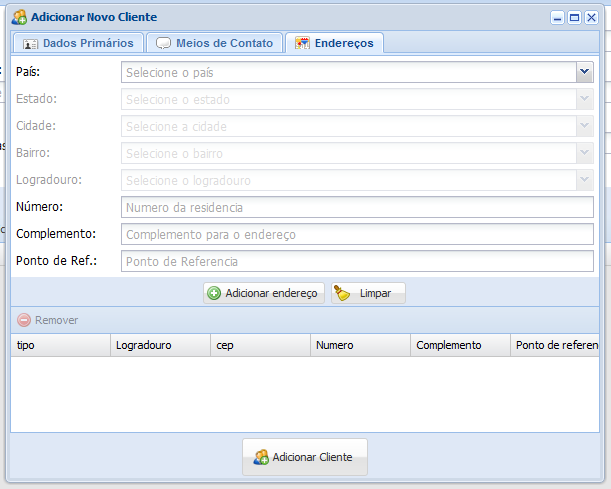 Adicionar Novo Cliente
Dados Primários Meios de Contato Endereços
País: Selecione o país
Estado: Selecione o estado
Cidade: Selecione a cidade
Bairro: Selecione o bairro
Logradouro: Selecione o logradouro
Número: Numero da residencia
Complemento: Complemento para o endereço
Ponto de Ref.: Ponto de Referencia
Adicionar endereço Limpar
Remover
tipo Logradouro cep Numero Complemento Ponto de referen
Adicionar Cliente